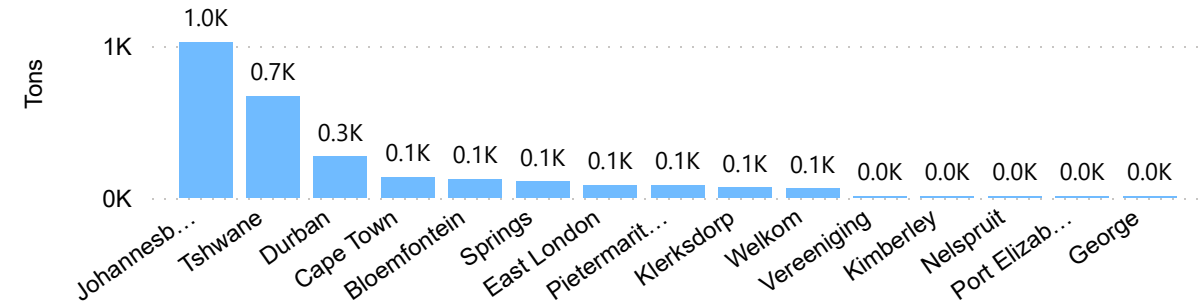 Tons
1K
0K
1.0K
0.7K
0.3K
0.1K
0.1K
0.1K
0.1K
0.1K
0.1K
0.1K
0.0K
0.0K
0.0K
0.0K
0.0K
Johannesb...
Tshwane
Durban
Cape Town
Bloemfontein
Springs
East London
Pietermarit...
Klerksdorp
Welkom
Vereeniging
Kimberley
Nelspruit
Port Elizab...
George